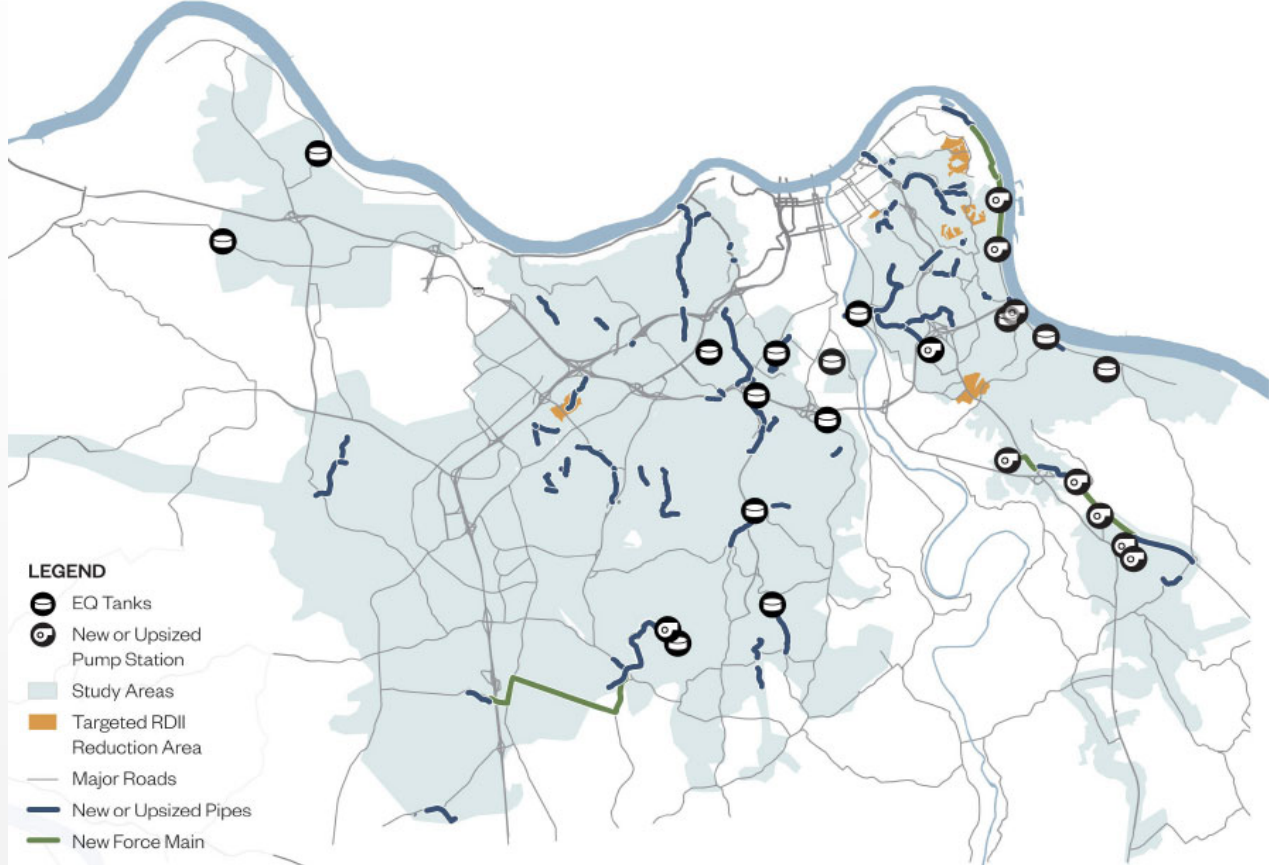 LEGEND
EQ Tanks
New or Upsized
Pump Station
Study Areas
Targeted RDII
Reduction Area
Major Roads
New or Upsized Pipes
New Force Main